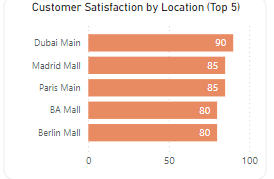 Customer Satisfaction by Location (Top 5)
Dubai Main 90
Madrid Mall 85
Paris Main 85
BA Mall 80
Berlin Mall 80
0 50 100